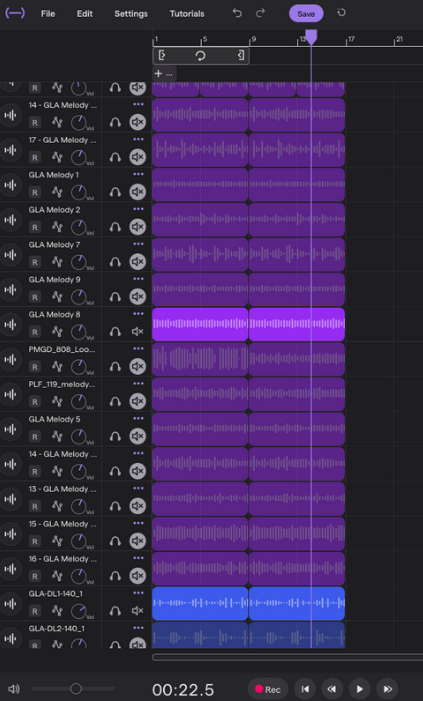 File Edit Settings Tutorials Save
1 5 9 13 17 21
+ ...
R Vol
14 - GLA Melody ...
R Vol
17 - GLA Melody ...
R Vol
GLA Melody 1
R Vol
GLA Melody 2
R Vol
GLA Melody 7
R Vol
GLA Melody 9
R Vol
GLA Melody 8
R Vol
PMGD_808_Loo...
R Vol
PLF_119_melody...
R Vol
GLA Melody 5
R Vol
14 - GLA Melody ...
R Vol
13 - GLA Melody ...
R Vol
15 - GLA Melody ...
R Vol
16 - GLA Melody ...
R Vol
GLA-DL1-140_1
R Vol
GLA-DL2-140_1
R Vol
00:22.5 Rec